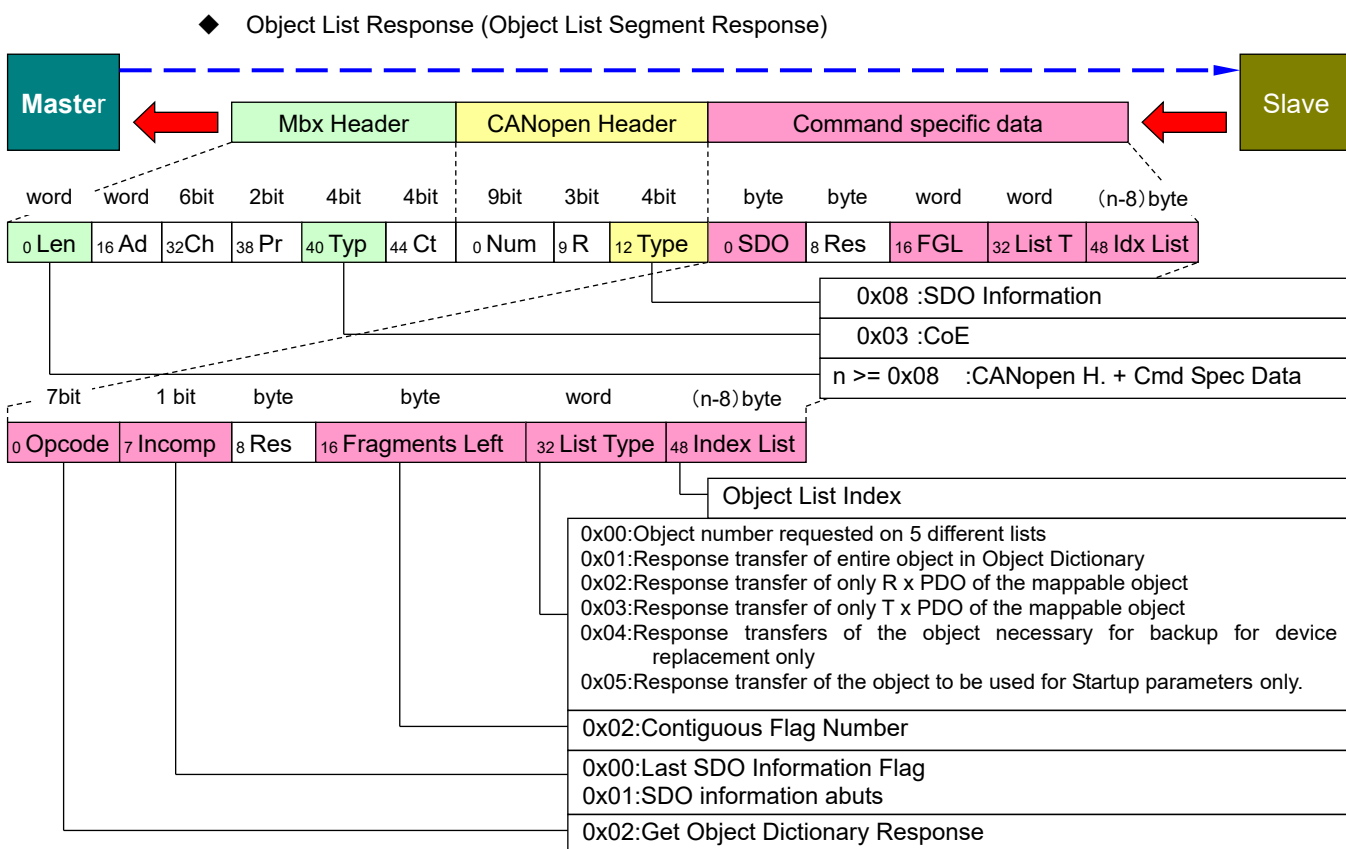 ◆ Object List Response (Object List Segment Response)
Master
Slave
Mbx Header CANopen Header Command specific data
word word 6bit 2bit 4bit 4bit 9bit 3bit 4bit byte byte word word (n-8)byte
0 Len 16 Ad 32Ch 38 Pr 40 Typ 44 Ct 0 Num 9 R 12 Type 0 SDO 8 Res 16 FGL 32 List T 48 Idx List
0x08 :SDO Information
0x03 :CoE
n >= 0x08 :CANopen H. + Cmd Spec Data
7bit 1 bit byte byte word (n-8)byte
0 Opcode 7 Incomp 8 Res 16 Fragments Left 32 List Type 48 Index List
Object List Index
0x00:Object number requested on 5 different lists
0x01:Response transfer of entire object in Object Dictionary
0x02:Response transfer of only R x PDO of the mappable object
0x03:Response transfer of only T x PDO of the mappable object
0x04:Response transfers of the object necessary for backup for device
replacement only
0x05:Response transfer of the object to be used for Startup parameters only.
0x02:Contiguous Flag Number
0x00:Last SDO Information Flag
0x01:SDO information abuts
0x02:Get Object Dictionary Response